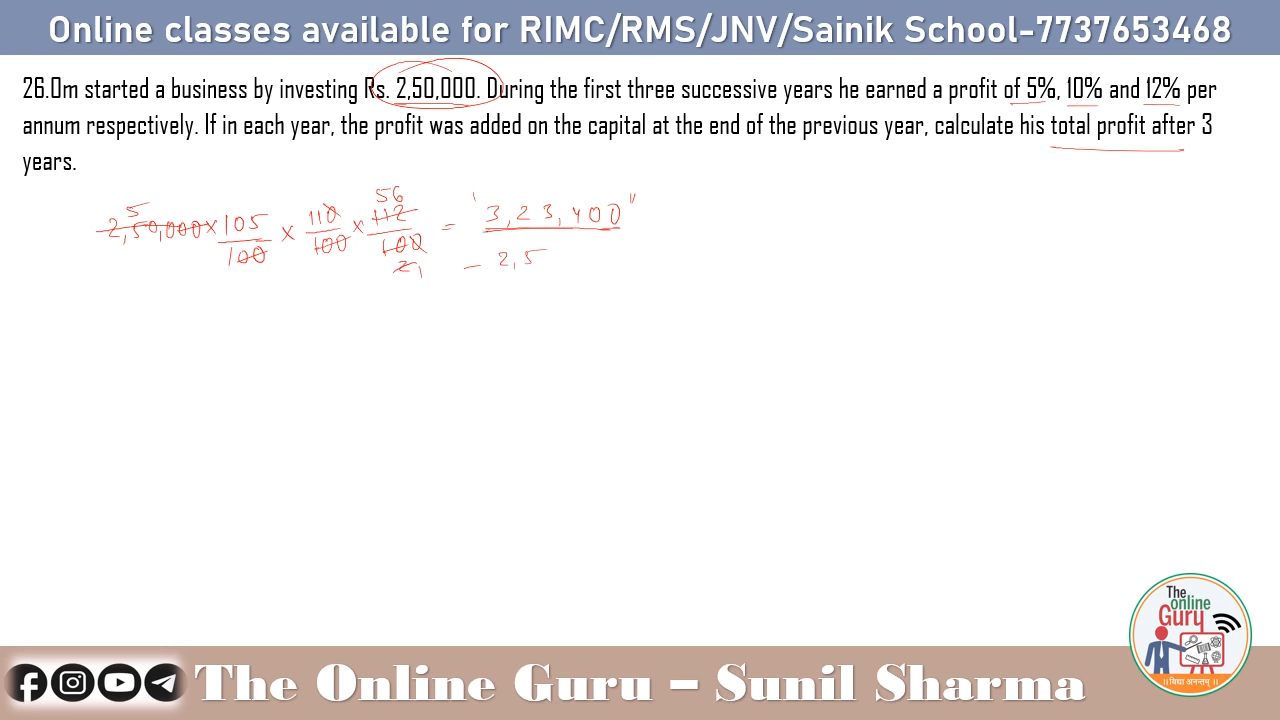 Online classes available for RIMC/RMS/JNV/Sainik School-7737653468
26.Om started a business by investing Rs. 2,50,000. During the first three successive years he earned a profit of 5%, 10% and 12% per
annum respectively. If in each year, the profit was added on the capital at the end of the previous year, calculate his total profit after 3
years.
5 56
2,50,000 × 105 × 110 × 112 = 3,23,400
100 100 100 - 2,5
2 1
The
online
Guru
।। विद्या अनन्तम् ।।
The Online Guru – Sunil Sharma